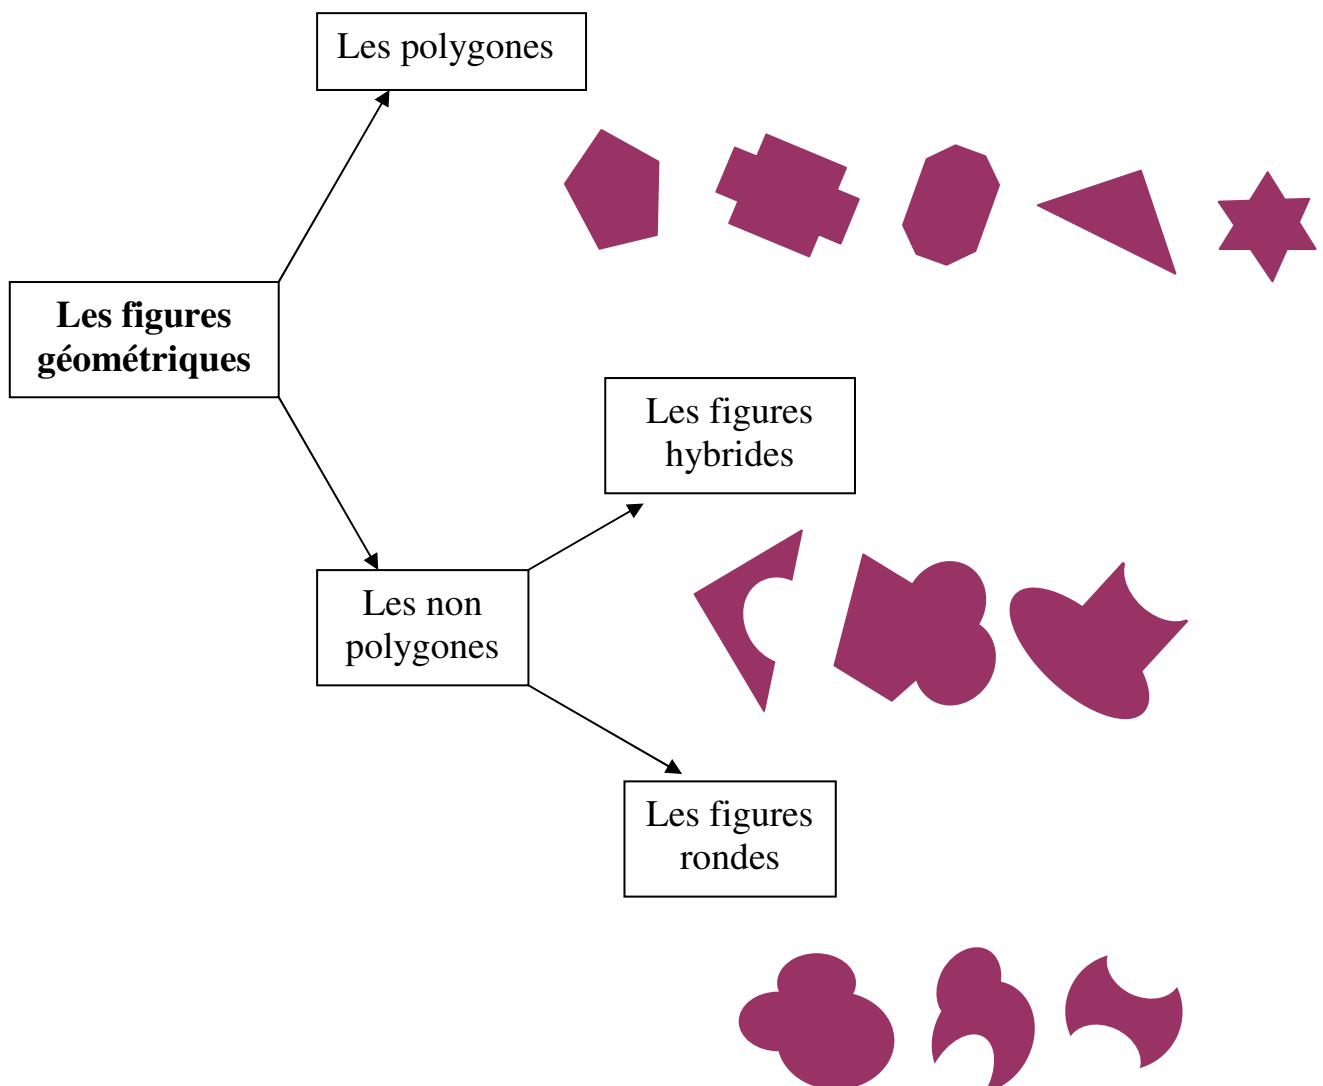 Les polygones
Les figures
géométriques
Les figures
hybrides
Les non
polygones
Les figures
rondes